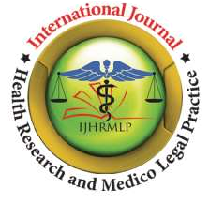 International Journal
★ Health Research and Medico Legal Practice ★
IJHRMLP